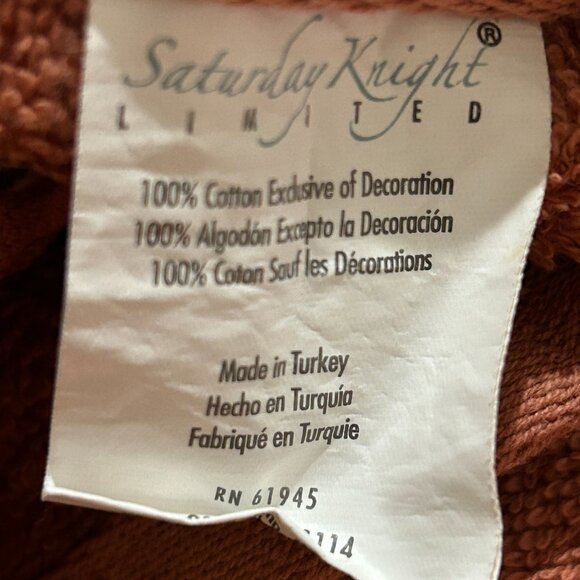 Saturday Knight®
LIMITED
100% Cotton Exclusive of Decoration
100% Algodón Excepto la Decoración
100% Coton Sauf les Décorations
Made in Turkey
Hecho en Turquía
Fabriqué en Turquie
RN 61945
114